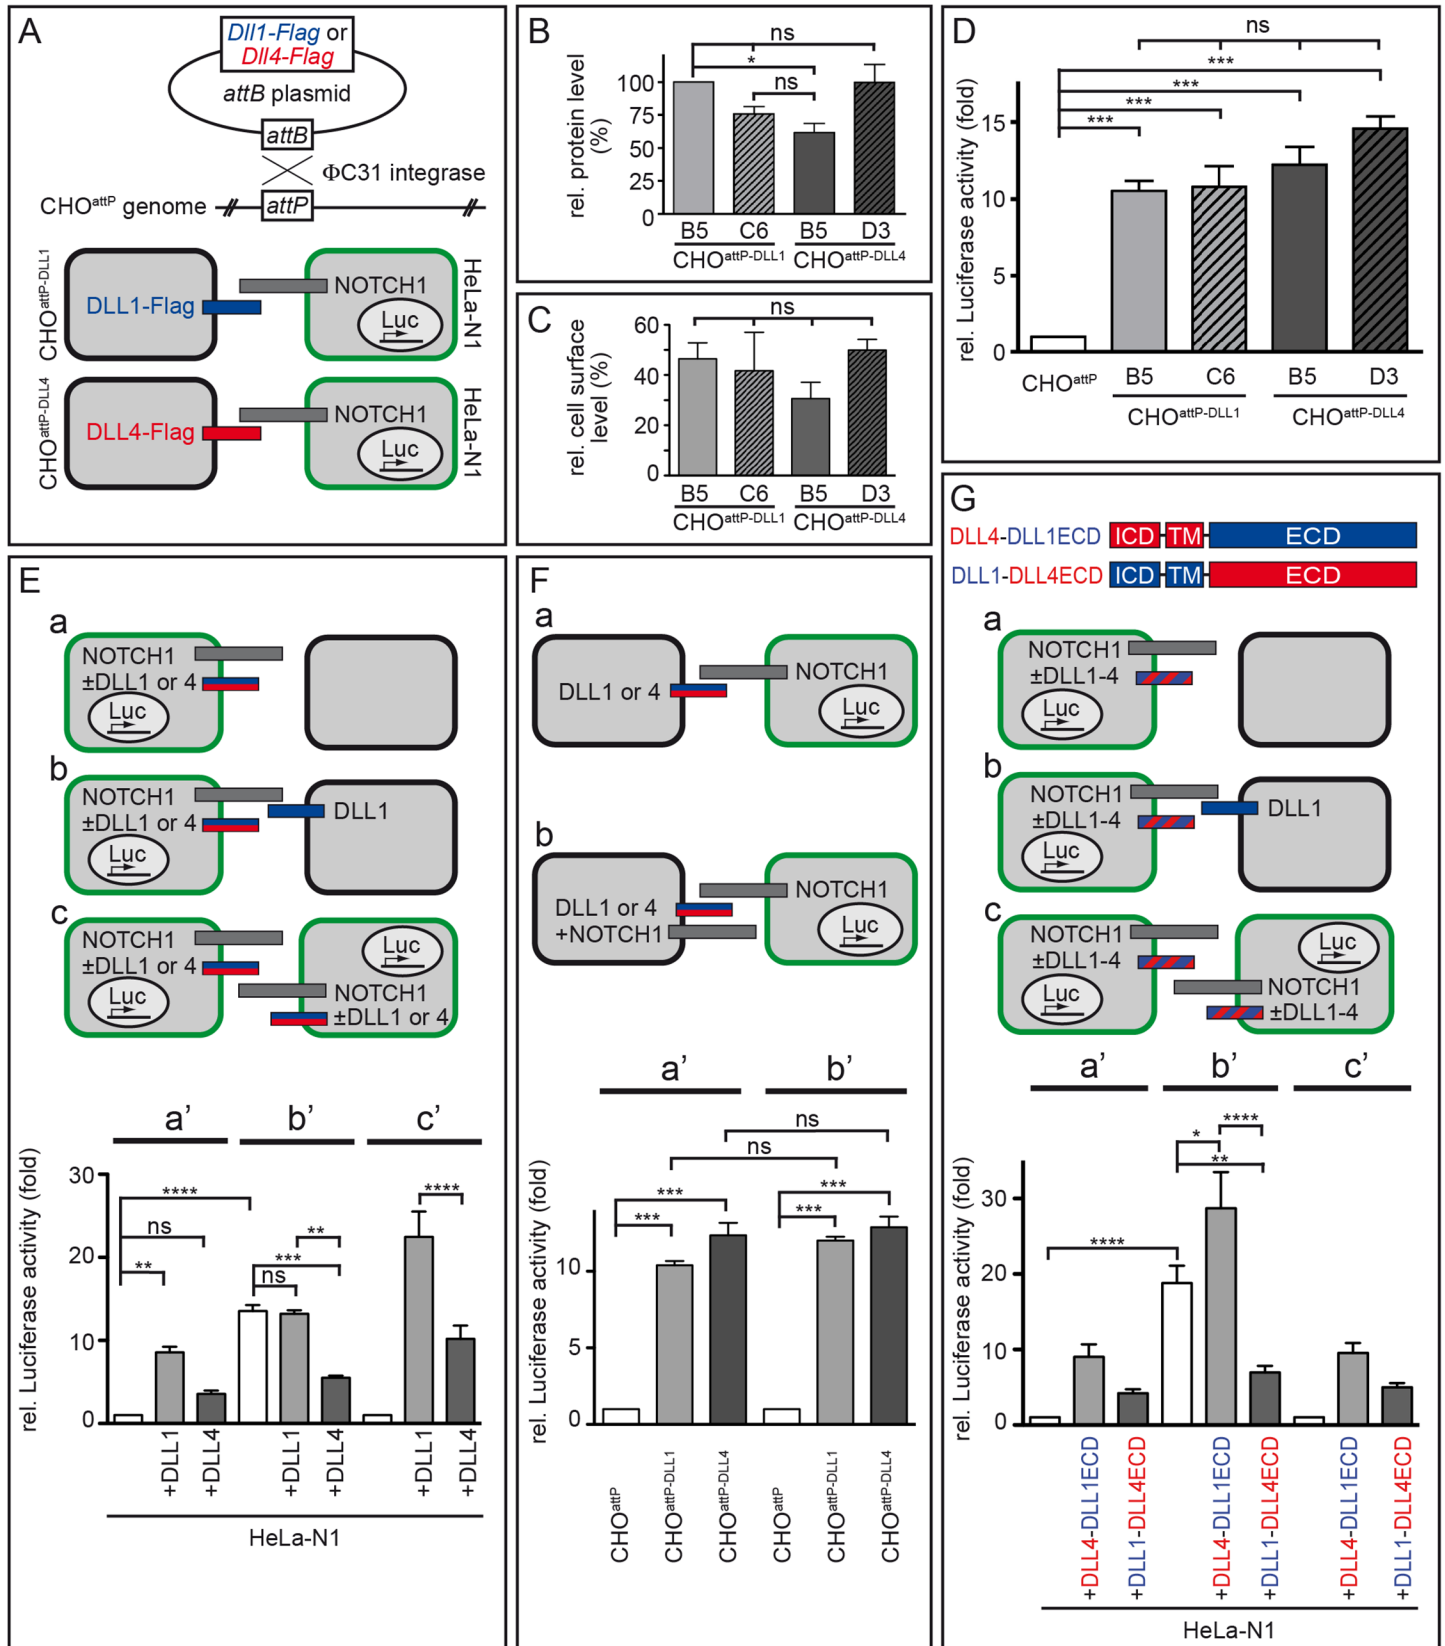 A
Dll1-Flag or
Dll4-Flag
attB plasmid
attB
ΦC31 integrase
CHOattP genome
attP
CHOattP-DLL1
DLL1-Flag
NOTCH1
Luc
HeLa-N1
CHOattP-DLL4
DLL4-Flag
NOTCH1
Luc
HeLa-N1
B
rel. protein level
(%)
100
75
50
25
0
ns
*
ns
B5 C6 B5 D3
CHOattP-DLL1 CHOattP-DLL4
C
rel. cell surface
level (%)
60
40
20
0
ns
B5 C6 B5 D3
CHOattP-DLL1 CHOattP-DLL4
D
rel. Luciferase activity (fold)
15
10
5
0
ns
***
***
***
***
CHOattP
B5 C6 B5 D3
CHOattP-DLL1 CHOattP-DLL4
E
a
NOTCH1
±DLL1 or 4
Luc
b
NOTCH1
±DLL1 or 4
Luc
DLL1
c
NOTCH1
±DLL1 or 4
Luc
Luc
NOTCH1
±DLL1 or 4
a’ b’ c’
rel. Luciferase activity (fold)
30
20
10
0
****
ns
**
**
***
ns
****
+DLL1
+DLL4
+DLL1
+DLL4
+DLL1
+DLL4
HeLa-N1
F
a
DLL1 or 4
NOTCH1
Luc
b
DLL1 or 4
+NOTCH1
NOTCH1
Luc
a’ b’
rel. Luciferase activity (fold)
10
5
0
ns
ns
***
***
***
***
CHOattP
CHOattP-DLL1
CHOattP-DLL4
CHOattP
CHOattP-DLL1
CHOattP-DLL4
G
DLL4-DLL1ECD ICD TM ECD
DLL1-DLL4ECD ICD TM ECD
a
NOTCH1
±DLL1-4
Luc
b
NOTCH1
±DLL1-4
Luc
DLL1
c
NOTCH1
±DLL1-4
Luc
Luc
NOTCH1
±DLL1-4
a’ b’ c’
rel. Luciferase activity (fold)
30
20
10
0
****
*
**
****
+DLL4-DLL1ECD
+DLL1-DLL4ECD
+DLL4-DLL1ECD
+DLL1-DLL4ECD
+DLL4-DLL1ECD
+DLL1-DLL4ECD
HeLa-N1